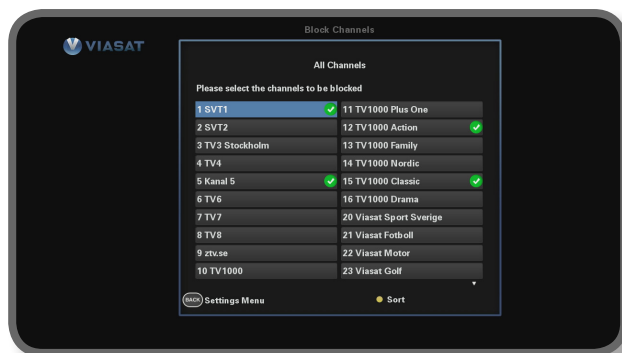 Block Channels
VIASAT
All Channels
Please select the channels to be blocked
1 SVT1
2 SVT2
3 TV3 Stockholm
4 TV4
5 Kanal 5
6 TV6
7 TV7
8 TV8
9 ztv.se
10 TV1000
11 TV1000 Plus One
12 TV1000 Action
13 TV1000 Family
14 TV1000 Nordic
15 TV1000 Classic
16 TV1000 Drama
20 Viasat Sport Sverige
21 Viasat Fotboll
22 Viasat Motor
23 Viasat Golf
BACK Settings Menu
Sort